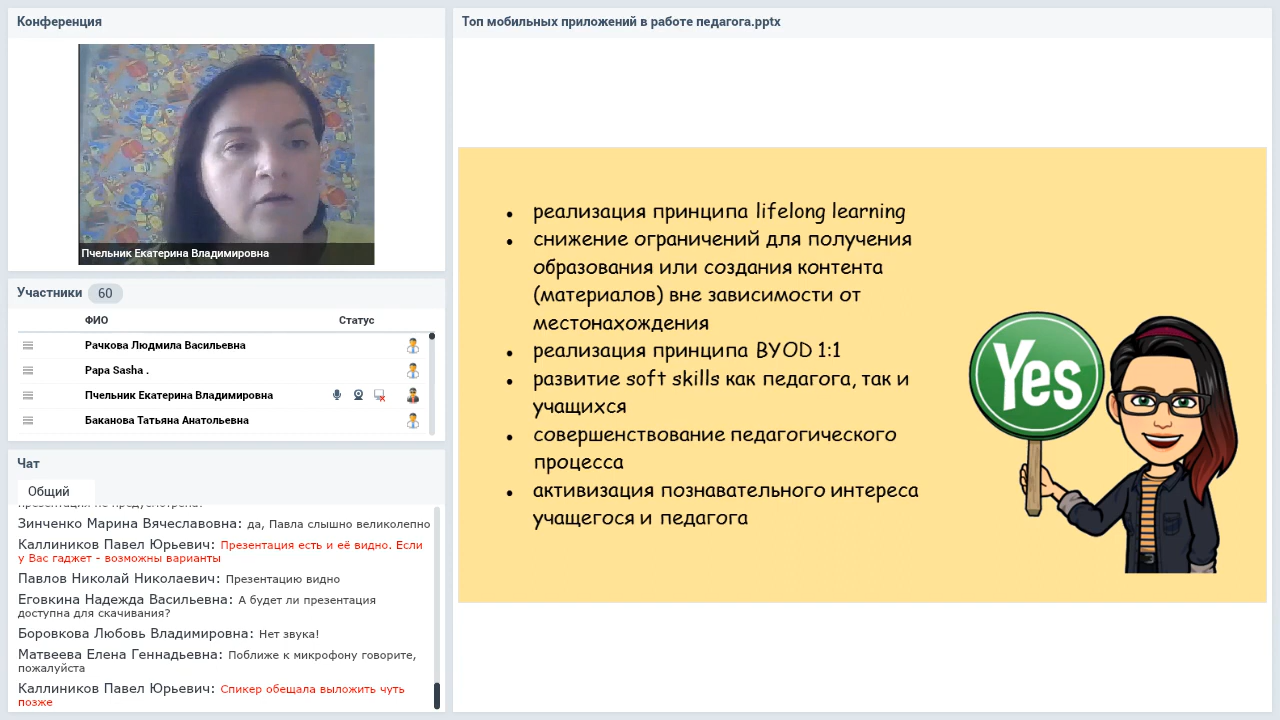 Конференция
Пчельник Екатерина Владимировна
Участники 60
ФИО Статус
Рачкова Людмила Васильевна
Papa Sasha .
Пчельник Екатерина Владимировна
Баканова Татьяна Анатольевна
Чат
Общий
Зинченко Марина Вячеславовна: да, Павла слышно великолепно
Каллиников Павел Юрьевич: Презентация есть и её видно. Если
у Вас гаджет - возможны варианты
Павлов Николай Николаевич: Презентацию видно
Еговкина Надежда Васильевна: А будет ли презентация
доступна для скачивания?
Боровкова Любовь Владимировна: Нет звука!
Матвеева Елена Геннадьевна: Поближе к микрофону говорите,
пожалуйста
Каллиников Павел Юрьевич: Спикер обещала выложить чуть
позже
Топ мобильных приложений в работе педагога.pptx
• реализация принципа lifelong learning
• снижение ограничений для получения
образования или создания контента
(материалов) вне зависимости от
местонахождения
• реализация принципа BYOD 1:1
• развитие soft skills как педагога, так и
учащихся
• совершенствование педагогического
процесса
• активизация познавательного интереса
учащегося и педагога
Yes